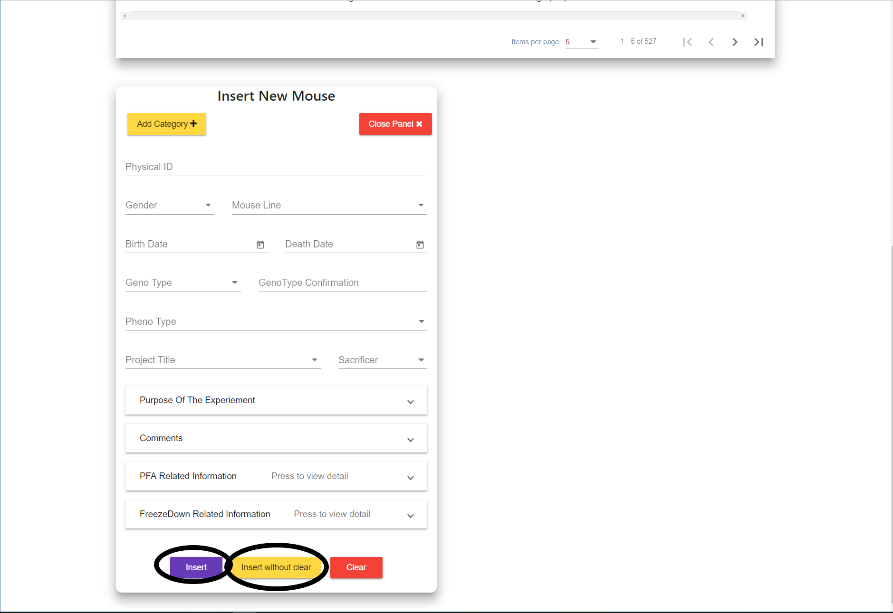 Items per page: 5 1 - 5 of 527
Insert New Mouse
Add Category
Close Panel
Physical ID
Gender Mouse Line
Birth Date Death Date
Geno Type GenoType Confirmation
Pheno Type
Project Title Sacrificer
Purpose Of The Experiement
Comments
PFA Related Information Press to view detail
FreezeDown Related Information Press to view detail
Insert Insert without clear Clear